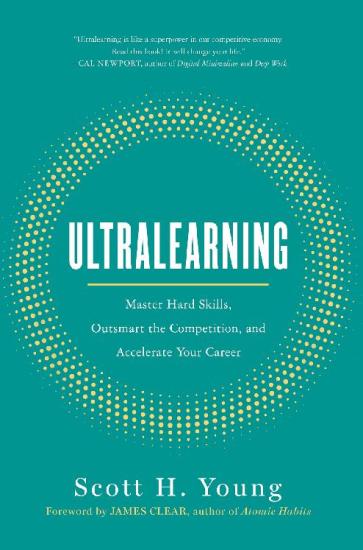 "Ultralearning is like a superpower in our competitive economy.
Read this book! It will change your life."
CAL NEWPORT, author of Digital Minimalism and Deep Work
ULTRALEARNING
Master Hard Skills,
Outsmart the Competition, and
Accelerate Your Career
Scott H. Young
Foreword by JAMES CLEAR, author of Atomic Habits